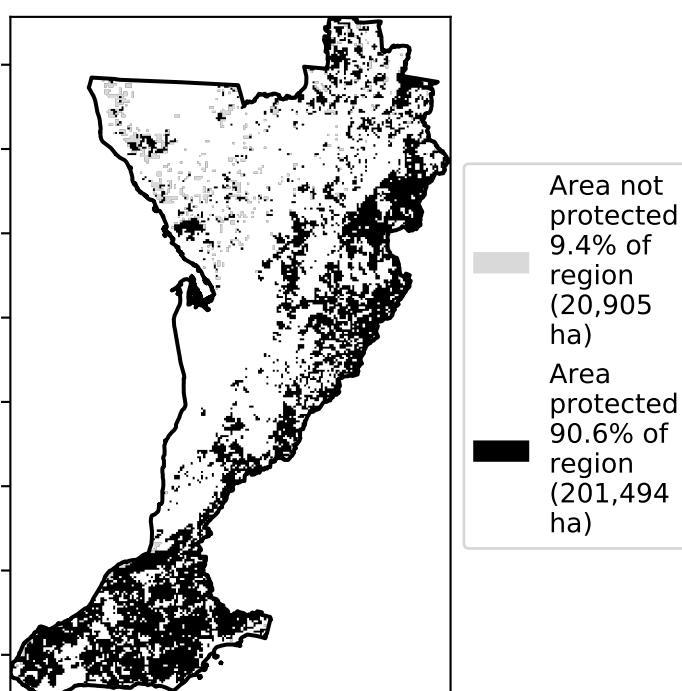 Area not
protected
9.4% of
region
(20,905
ha)
Area
protected
90.6% of
region
(201,494
ha)